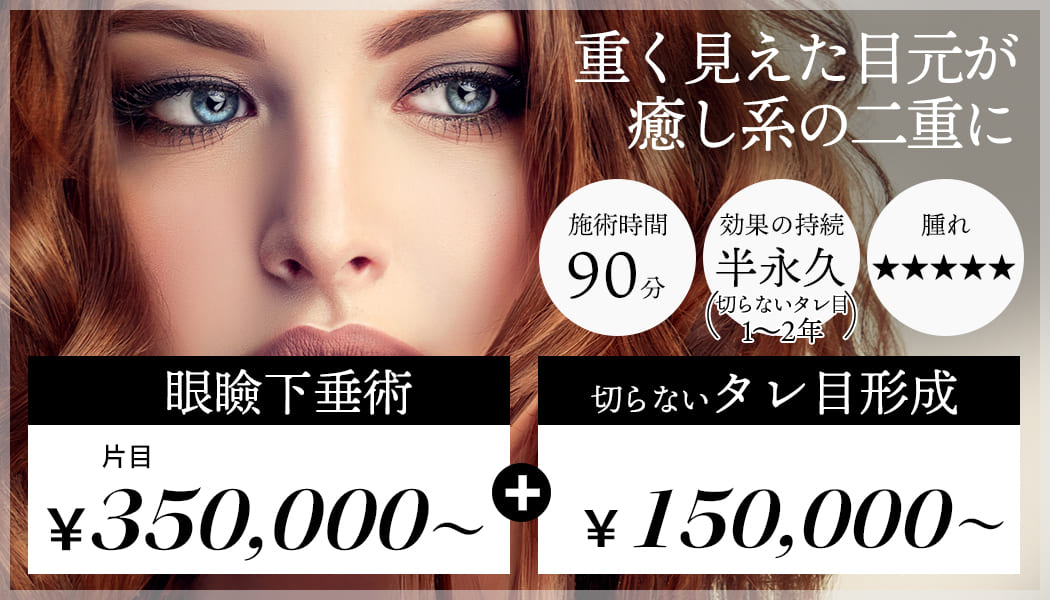 重く見えた目元が
癒し系の二重に
施術時間
90分
効果の持続
半永久
(切らないタレ目
1〜2年)
腫れ
★★★★★
眼瞼下垂術
片目
¥350,000〜
+
切らないタレ目形成
¥150,000〜